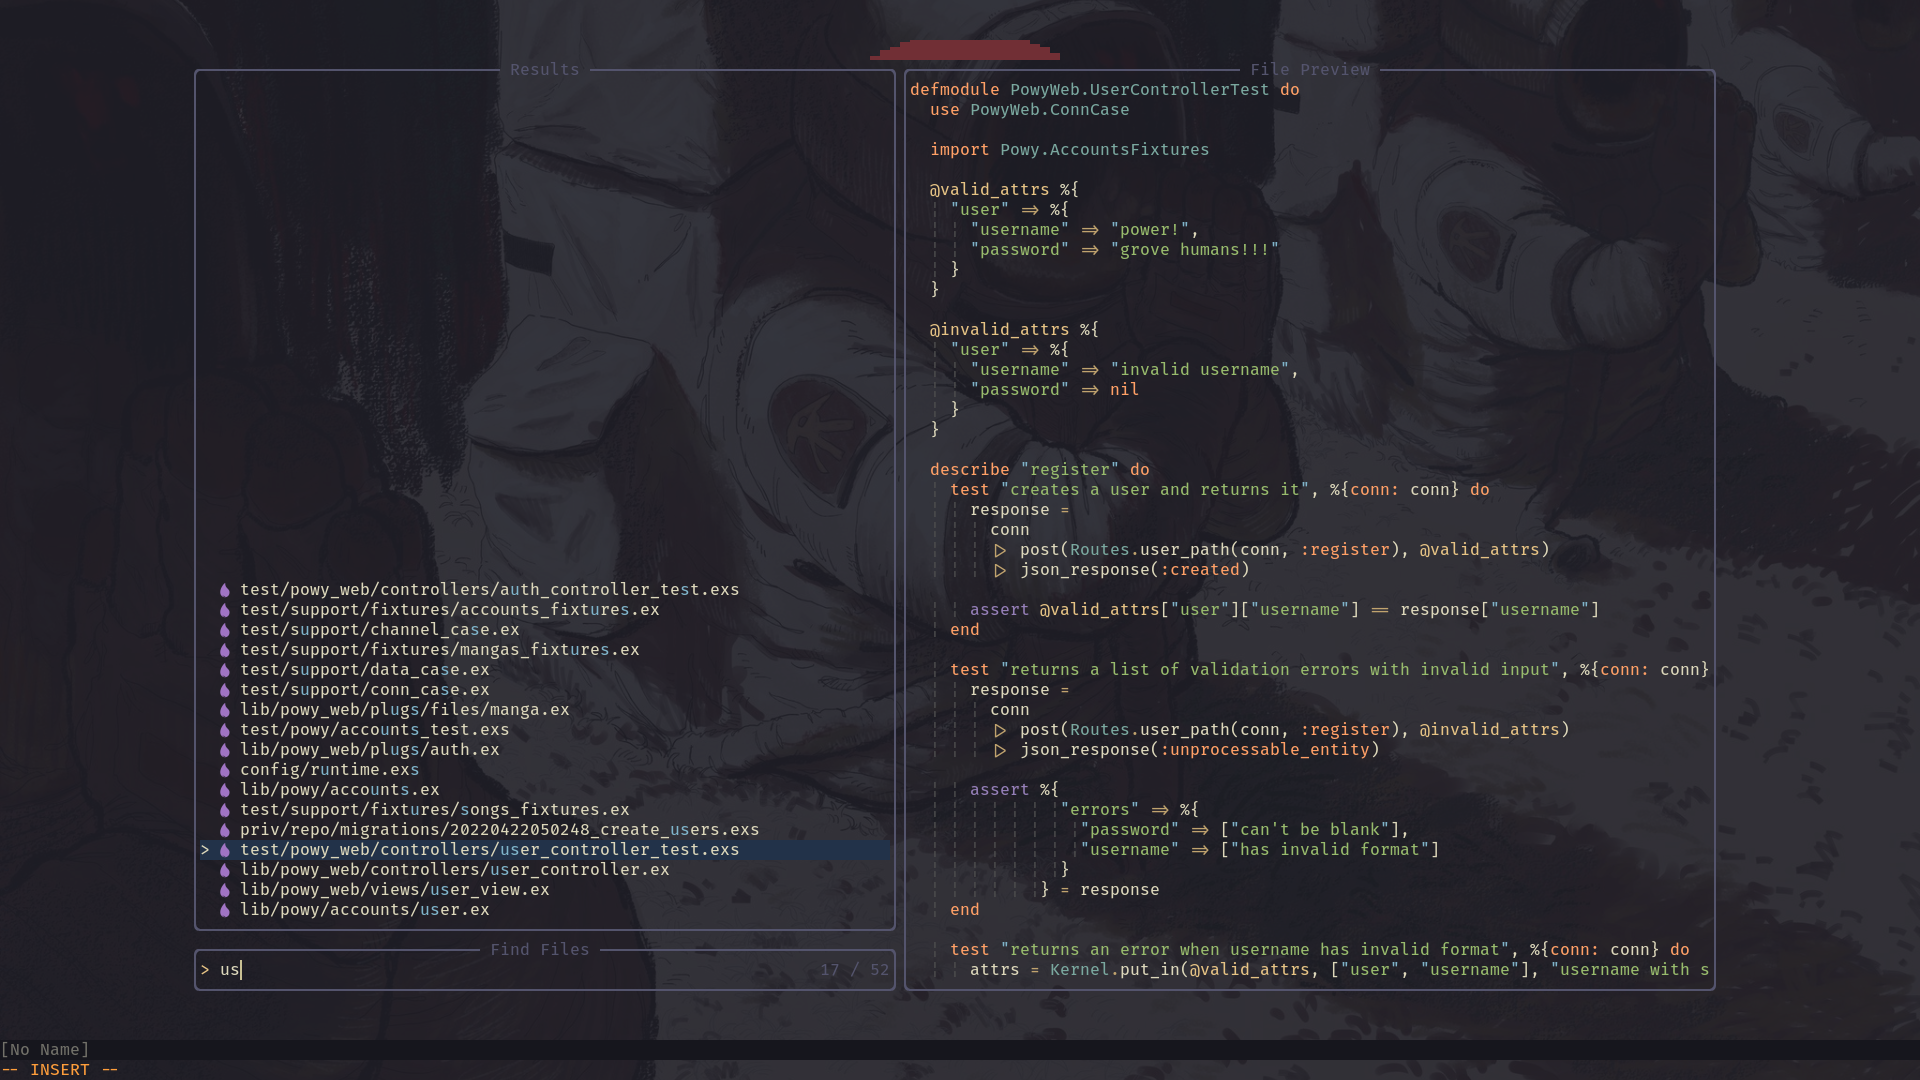 Results
test/powy_web/controllers/auth_controller_test.exs
test/support/fixtures/accounts_fixtures.ex
test/support/channel_case.ex
test/support/fixtures/mangas_fixtures.ex
test/support/data_case.ex
test/support/conn_case.ex
lib/powy_web/plugs/files/manga.ex
test/powy/accounts_test.exs
lib/powy_web/plugs/auth.ex
config/runtime.exs
lib/powy/accounts.ex
test/support/fixtures/songs_fixtures.ex
priv/repo/migrations/20220422050248_create_users.exs
> test/powy_web/controllers/user_controller_test.exs
lib/powy_web/controllers/user_controller.ex
lib/powy_web/views/user_view.ex
lib/powy/accounts/user.ex
Find Files
> us 17 / 52
File Preview
defmodule PowyWeb.UserControllerTest do
use PowyWeb.ConnCase
import Powy.AccountsFixtures
@valid_attrs %{
"user" => %{
"username" => "power!",
"password" => "grove humans!!!"
}
}
@invalid_attrs %{
"user" => %{
"username" => "invalid username",
"password" => nil
}
}
describe "register" do
test "creates a user and returns it", %{conn: conn} do
response =
conn
|> post(Routes.user_path(conn, :register), @valid_attrs)
|> json_response(:created)
assert @valid_attrs["user"]["username"] == response["username"]
end
test "returns a list of validation errors with invalid input", %{conn: conn}
response =
conn
|> post(Routes.user_path(conn, :register), @invalid_attrs)
|> json_response(:unprocessable_entity)
assert %{
"errors" => %{
"password" => ["can't be blank"],
"username" => ["has invalid format"]
}
} = response
end
test "returns an error when username has invalid format", %{conn: conn} do
attrs = Kernel.put_in(@valid_attrs, ["user", "username"], "username with s
[No Name]
-- INSERT --